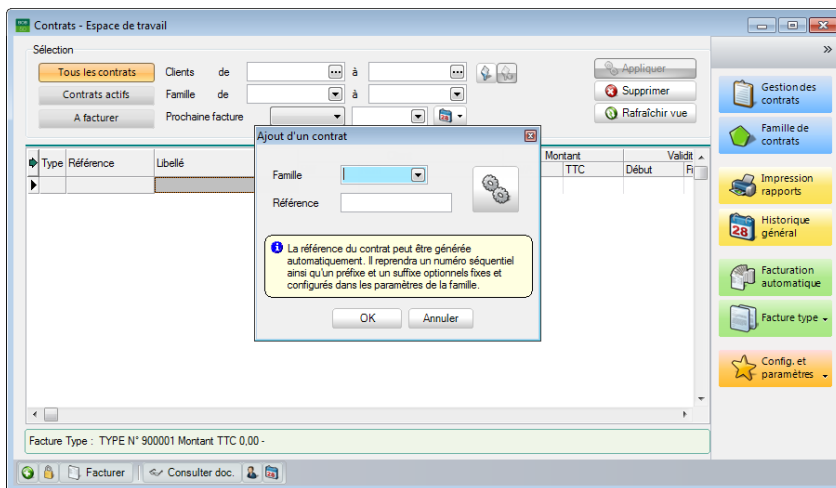 Contrats - Espace de travail
Sélection
Tous les contrats Clients de à Appliquer
Contrats actifs Famille de à Supprimer
A facturer Prochaine facture Rafraîchir vue
Type Référence Libellé Montant Validit
TTC Début
Ajout d'un contrat
Famille
Référence
La référence du contrat peut être générée
automatiquement. Il reprendra un numéro séquentiel
ainsi qu'un préfixe et un suffixe optionnels fixes et
configurés dans les paramètres de la famille.
OK Annuler
»
Gestion des
contrats
Famille de
contrats
Impression
rapports
28 Historique
général
Facturation
automatique
Facture type
Config. et
paramètres
Facture Type : TYPE N° 900001 Montant TTC 0,00 -
Facturer Consulter doc.